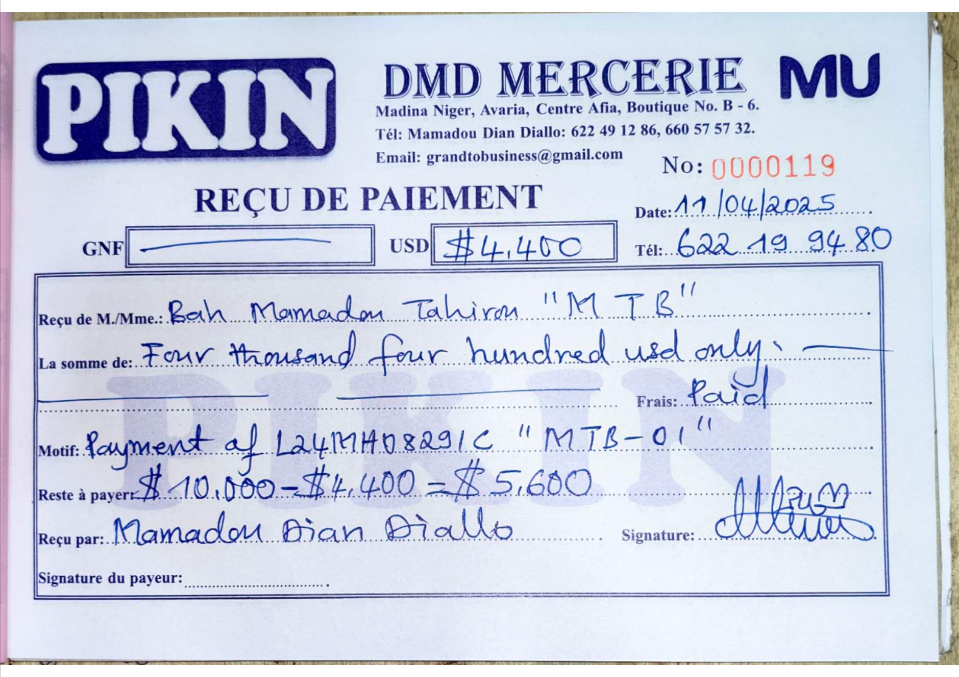 PIKIN
DMD MERCERIE
MU
Madina Niger, Avaria, Centre Afia, Boutique No. B - 6.
Tél: Mamadou Dian Diallo: 622 49 12 86, 660 57 57 32.
Email: grandtobusiness@gmail.com
No: 0000119
REÇU DE PAIEMENT
Date: 11/04/2025
GNF
USD $4,400
Tél: 622 19 94 80
Reçu de M./Mme.: Bah Mamadou Tahirou "M T B"
La somme de: Four thousand four hundred usd only.
Frais: Paid
PIKIN
Motif: Payment of L24MH0829IC "MTB-01"
Reste à payer: $10,000-$4,400=$5,600
Reçu par: Mamadou Dian Diallo
Signature:
Signature du payeur: